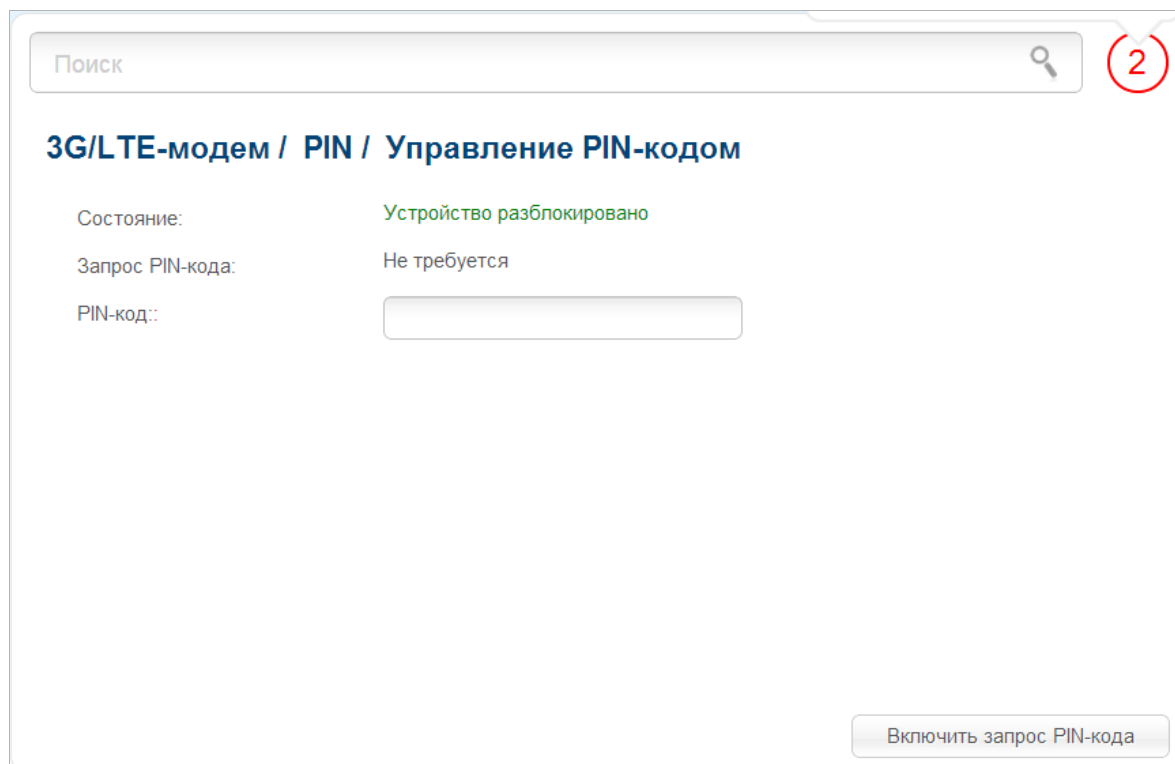 Поиск
2
3G/LTE-модем / PIN / Управление PIN-кодом
Состояние: Устройство разблокировано
Запрос PIN-кода: Не требуется
PIN-код::
Включить запрос PIN-кода